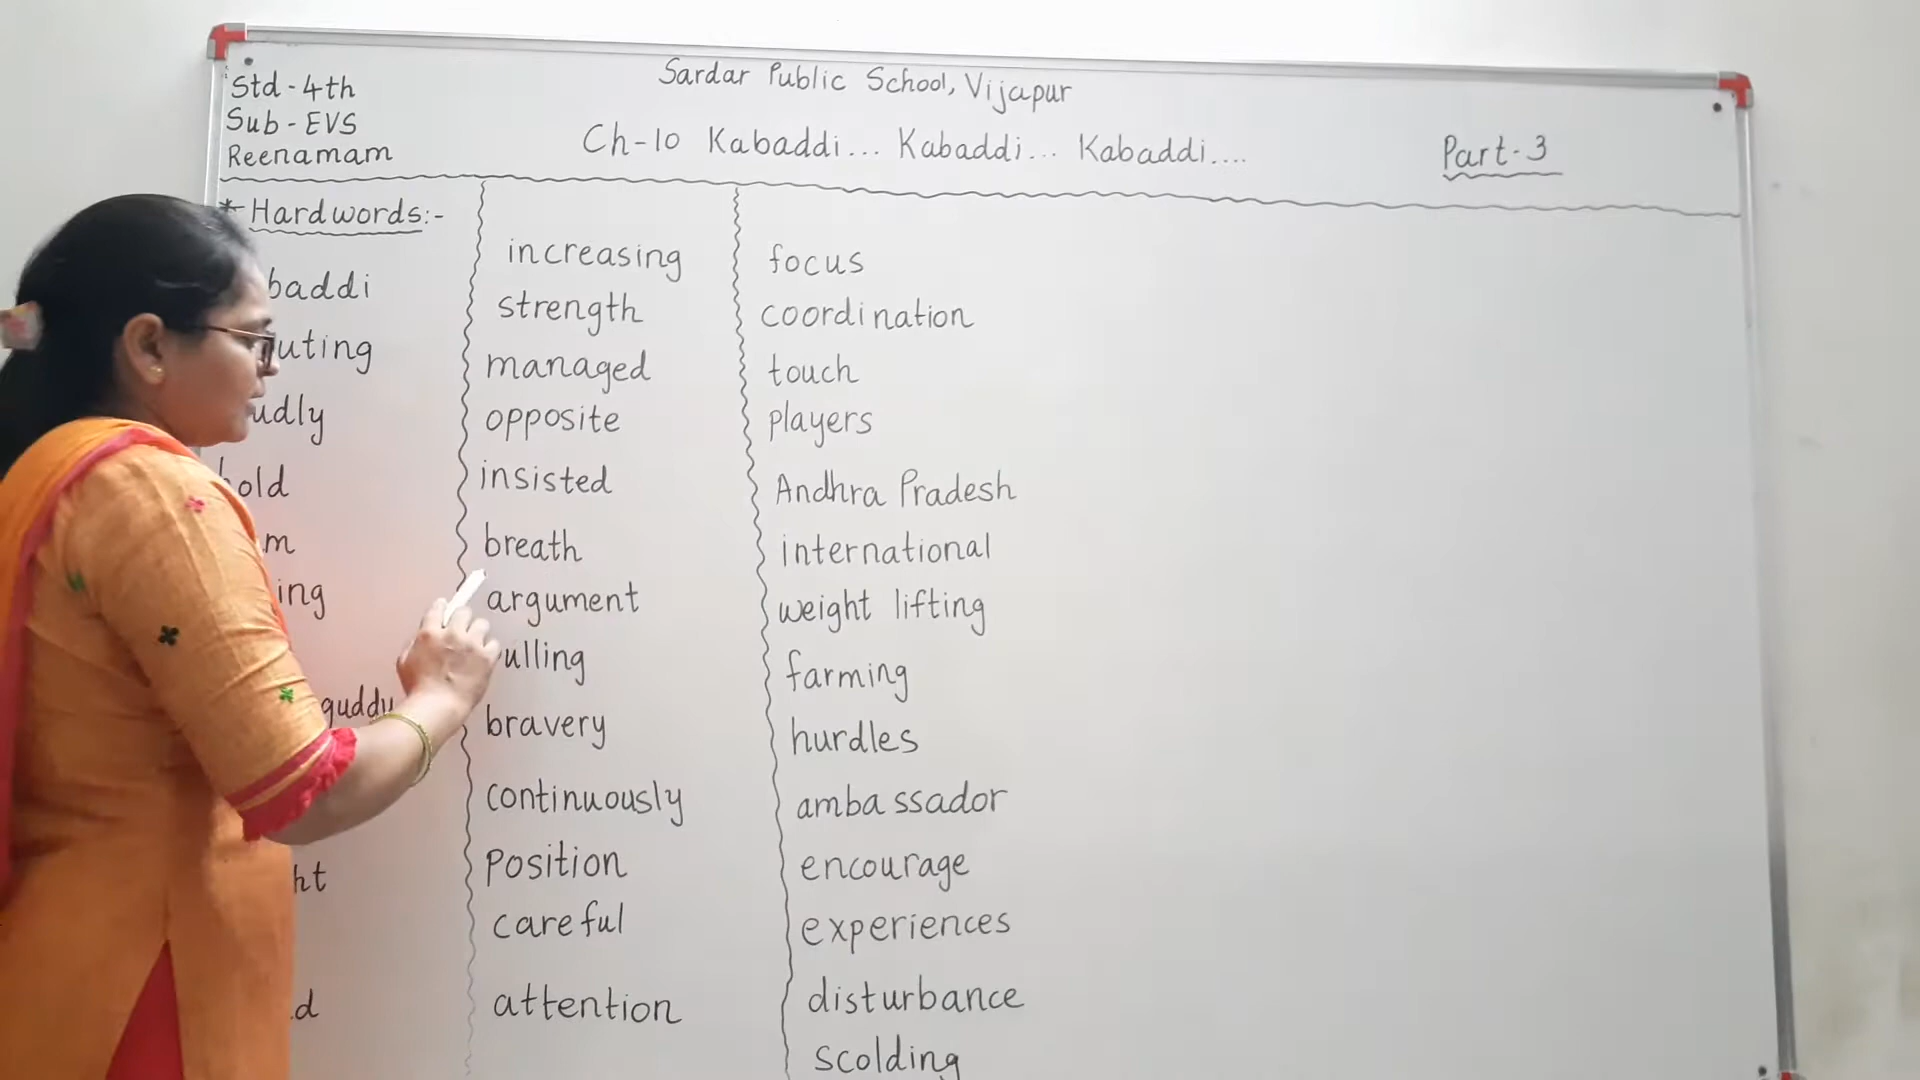 Std - 4th
Sub - EVS
Reenamam
Sardar Public School, Vijapur
Ch-10 Kabaddi... Kabaddi... Kabaddi....
Part-3
* Hardwords:-
hold
increasing
strength
managed
opposite
insisted
breath
argument
bravery
continuously
position
careful
attention
focus
coordination
touch
players
Andhra Pradesh
international
weight lifting
farming
hurdles
ambassador
encourage
experiences
disturbance
scolding